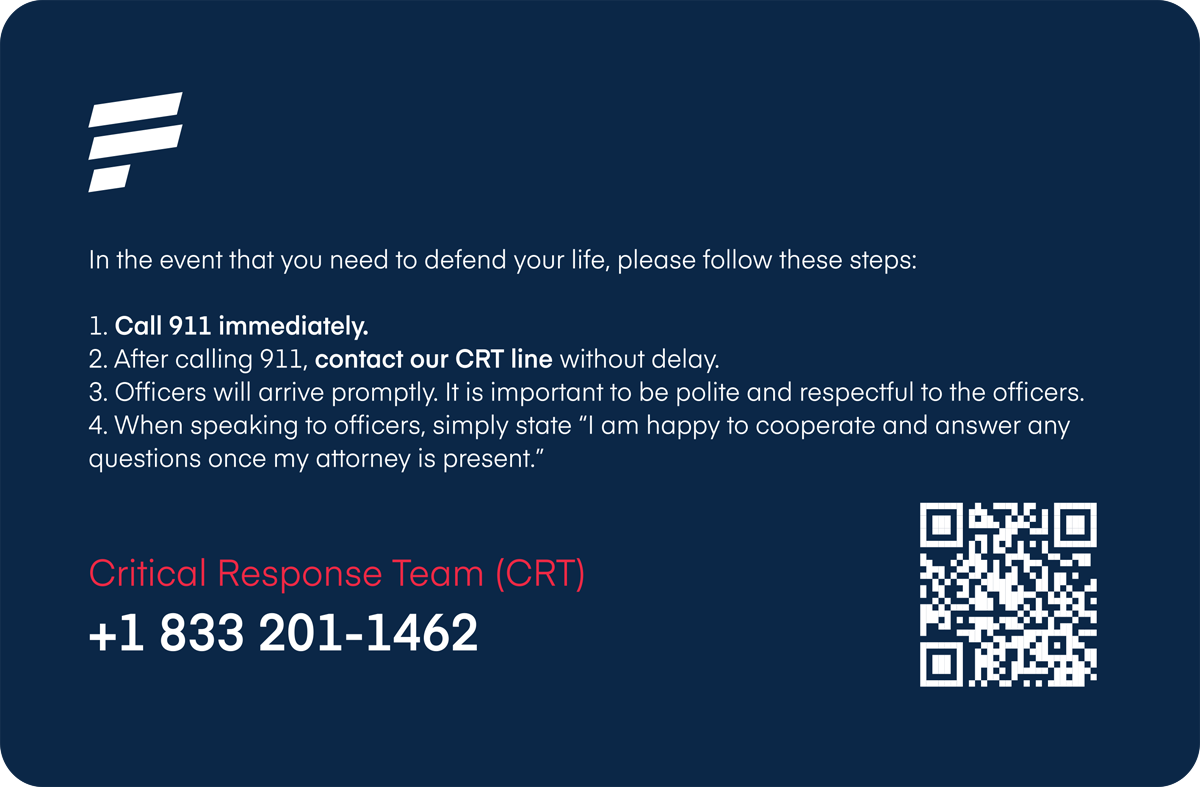 In the event that you need to defend your life, please follow these steps:
1. Call 911 immediately.
2. After calling 911, contact our CRT line without delay.
3. Officers will arrive promptly. It is important to be polite and respectful to the officers.
4. When speaking to officers, simply state “I am happy to cooperate and answer any
questions once my attorney is present.”
Critical Response Team (CRT)
+1 833 201-1462